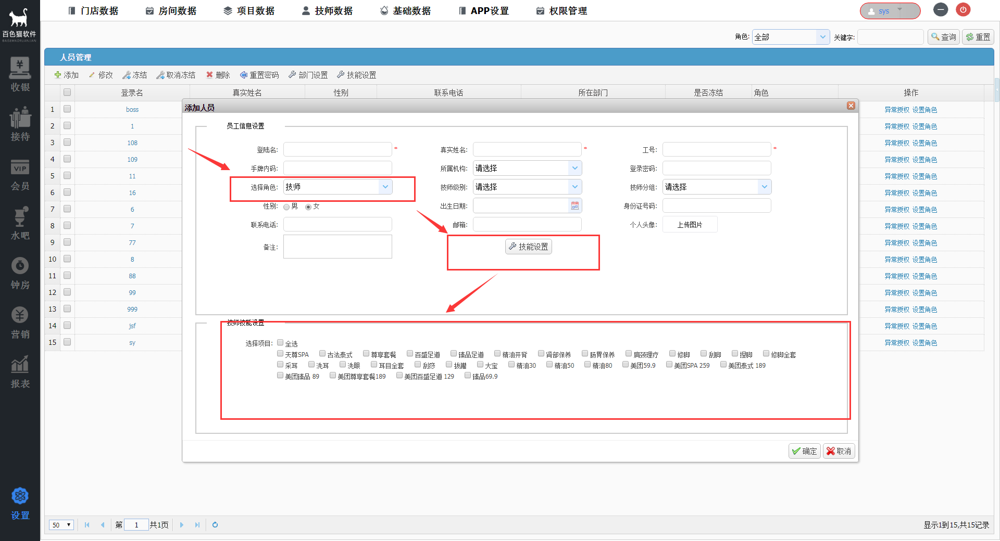 百色猫软件
BAISEMAORUANJIAN
门店数据 房间数据 项目数据 技师数据 基础数据 APP设置 权限管理 sys
角色: 全部 关键字: 查询 重置
人员管理
添加 修改 冻结 取消冻结 删除 重置密码 部门设置 技能设置
登录名 真实姓名 性别 联系电话 所在部门 是否冻结 角色 操作
1 boss 异常授权 设置角色
2 1 异常授权 设置角色
3 108 异常授权 设置角色
4 109 异常授权 设置角色
5 11 异常授权 设置角色
6 16 异常授权 设置角色
7 6 异常授权 设置角色
8 7 异常授权 设置角色
9 77 异常授权 设置角色
10 8 异常授权 设置角色
11 88 异常授权 设置角色
12 99 异常授权 设置角色
13 999 异常授权 设置角色
14 jsf 异常授权 设置角色
15 sy 异常授权 设置角色
收银
接待
VIP
会员
水吧
钟房
营销
报表
设置
添加人员
员工信息设置
登陆名: * 真实姓名: * 工号: *
手牌内码: 所属机构: 请选择 登录密码:
选择角色: 技师 技师级别: 请选择 技师分组: 请选择
性别: 男 女 出生日期: 身份证号码:
联系电话: 邮箱: 个人头像: 上传图片
备注: 技能设置
技师技能设置
选择项目: 全选
天尊SPA 古法泰式 尊享套餐 百盛足道 臻品足道 精油开背 肾部保养 肠胃保养 肩颈理疗 修脚 刮脚 捏脚 修脚全套
采耳 洗耳 洗眼 耳目全套 刮痧 拔罐 大宝 精油30 精油50 精油80 美团59.9 美团SPA 259 美团泰式 189
美团臻品 89 美团尊享套餐189 美团百盛足道 129 臻品69.9
确定 取消
50 第 1 共1页 显示1到15,共15记录